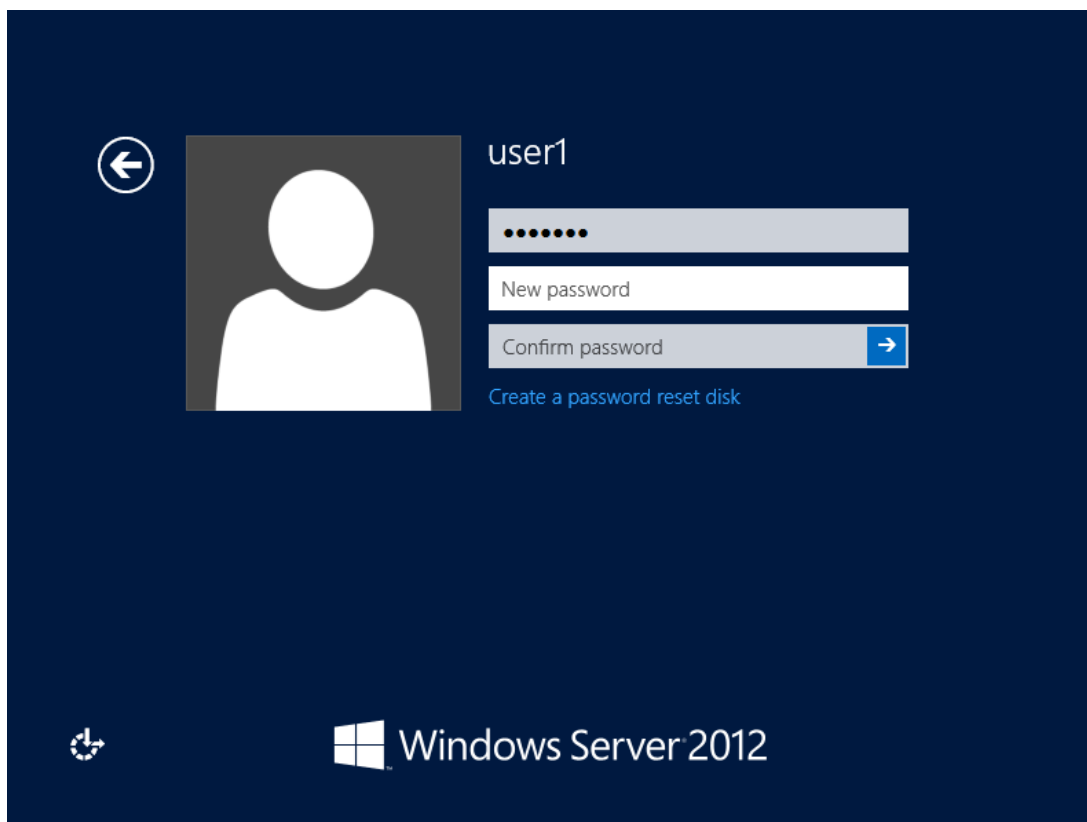 user1
•••••••
New password
Confirm password
Create a password reset disk
Windows Server 2012